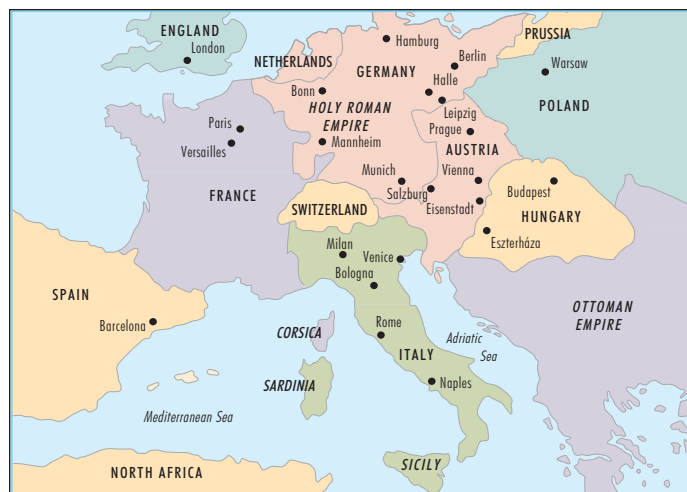 ENGLAND
London
NETHERLANDS
Hamburg
PRUSSIA
Berlin
GERMANY
Halle
Warsaw
Bonn
Leipzig
POLAND
HOLY ROMAN
EMPIRE
Prague
Paris
Versailles
Mannheim
AUSTRIA
Munich
Vienna
FRANCE
Salzburg
Budapest
SWITZERLAND
Eisenstadt
HUNGARY
Milan
Venice
Eszterháza
Bologna
SPAIN
Barcelona
CORSICA
Rome
Adriatic
Sea
OTTOMAN
EMPIRE
ITALY
SARDINIA
Naples
Mediterranean Sea
SICILY
NORTH AFRICA